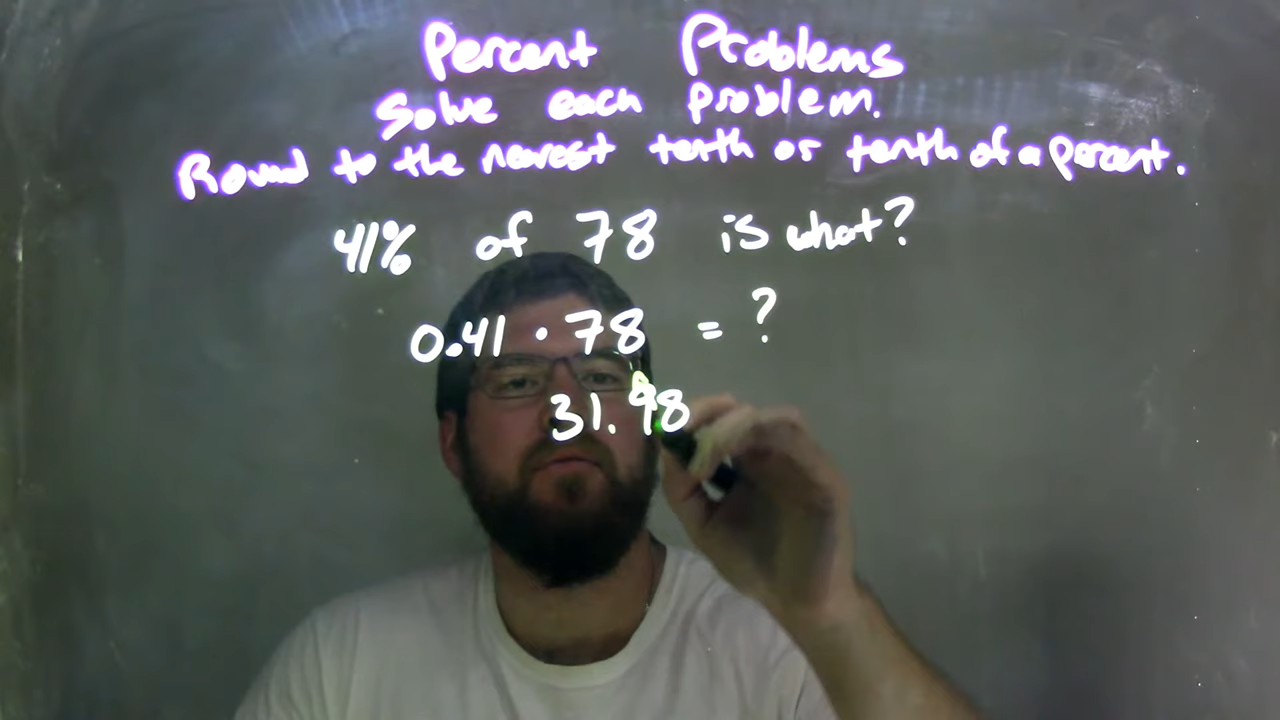 Percent Problems
Solve each problem.
Round to the nearest tenth or tenth of a percent.
41% of 78 is what?
0.41 · 78 = ?
31.98